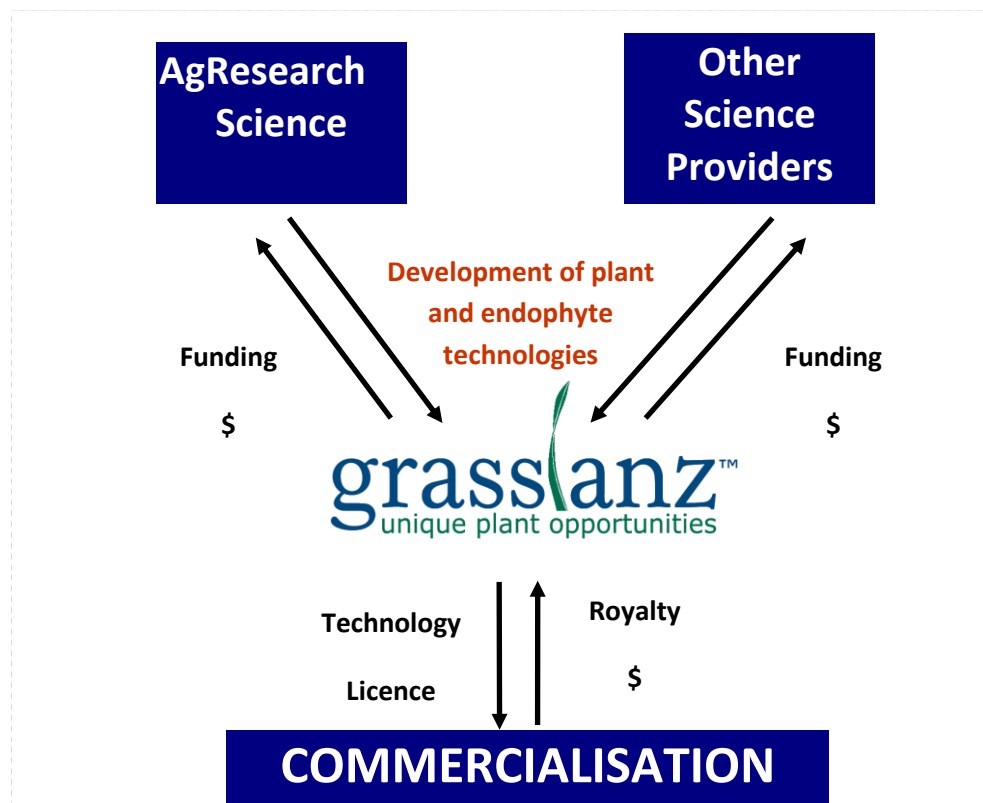 AgResearch
Science
Other
Science
Providers
Development of plant
and endophyte
technologies
Funding
$
Funding
$
grasslanz™
unique plant opportunities
Technology
Licence
Royalty
$
COMMERCIALISATION